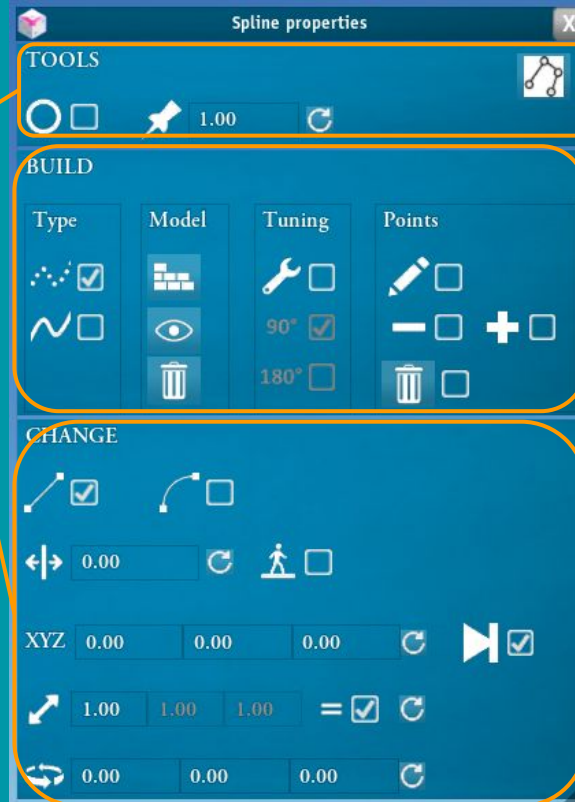 Spline properties X
TOOLS
1.00
BUILD
Type Model Tuning Points
90°
180°
CHANGE
0.00
XYZ 0.00 0.00 0.00
1.00 1.00 1.00 =
0.00 0.00 0.00